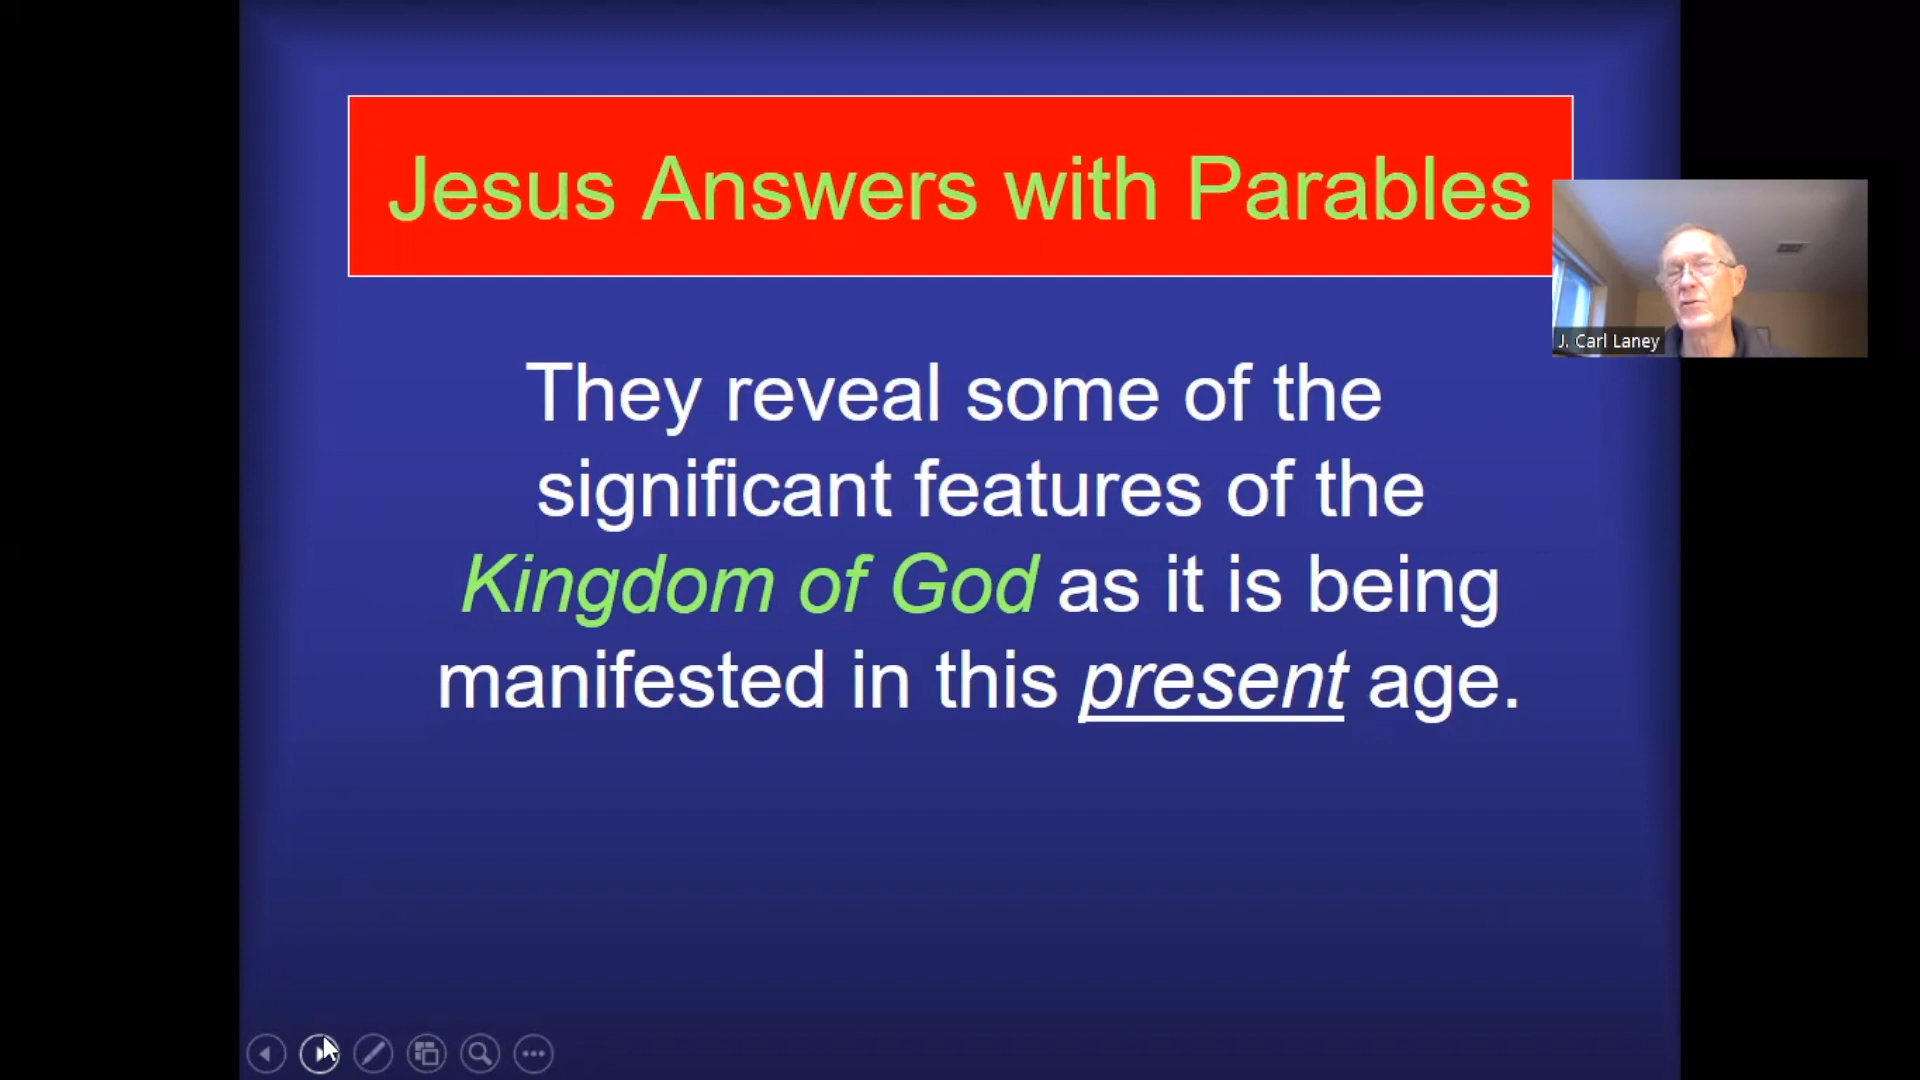 Jesus Answers with Parables
J. Carl Laney
They reveal some of the
significant features of the
Kingdom of God as it is being
manifested in this present age.